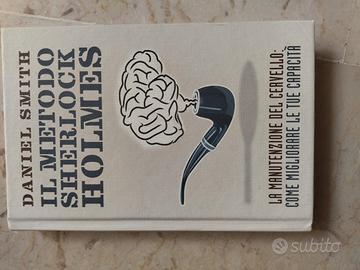 DANIEL SMITH
IL METODO
SHERLOCK
HOLMES
LA MANUTENZIONE DEL CERVELLO:
COME MIGLIORARE LE TUE CAPACITÀ
subito